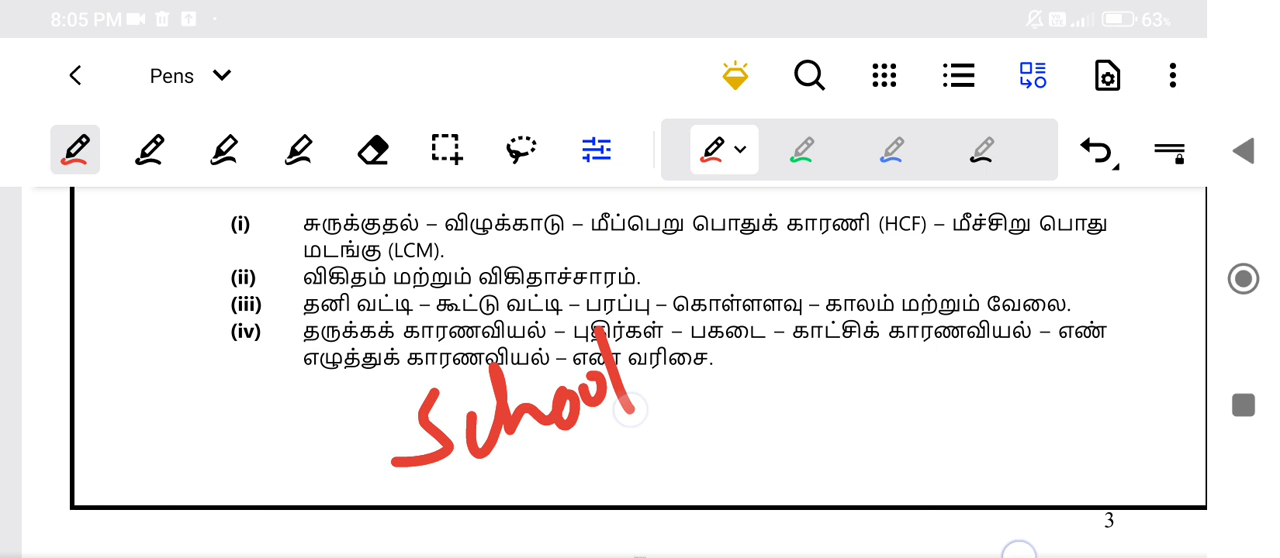 8:05 PM
63%
Pens
(i) சுருக்குதல் – விழுக்காடு – மீப்பெறு பொதுக் காரணி (HCF) – மீச்சிறு பொது
மடங்கு (LCM).
(ii) விகிதம் மற்றும் விகிதாச்சாரம்.
(iii) தனி வட்டி – கூட்டு வட்டி – பரப்பு – கொள்ளளவு – காலம் மற்றும் வேலை.
(iv) தருக்கக் காரணவியல் – புதிர்கள் – பகடை – காட்சிக் காரணவியல் – எண்
எழுத்துக் காரணவியல் – எண் வரிசை.
School
3